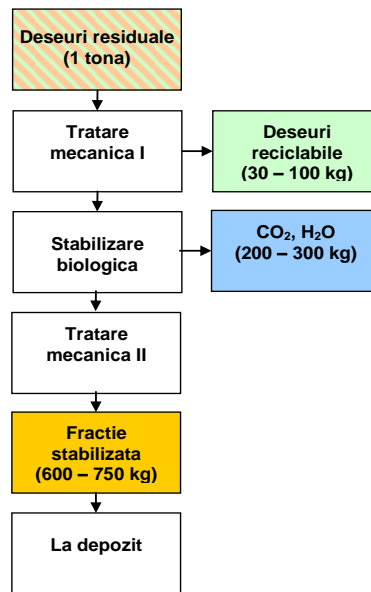 Deseuri residuale
(1 tona)
Tratare
mecanica I
Deseuri
reciclabile
(30 – 100 kg)
Stabilizare
biologica
CO₂, H₂O
(200 – 300 kg)
Tratare
mecanica II
Fractie
stabilizata
(600 – 750 kg)
La depozit